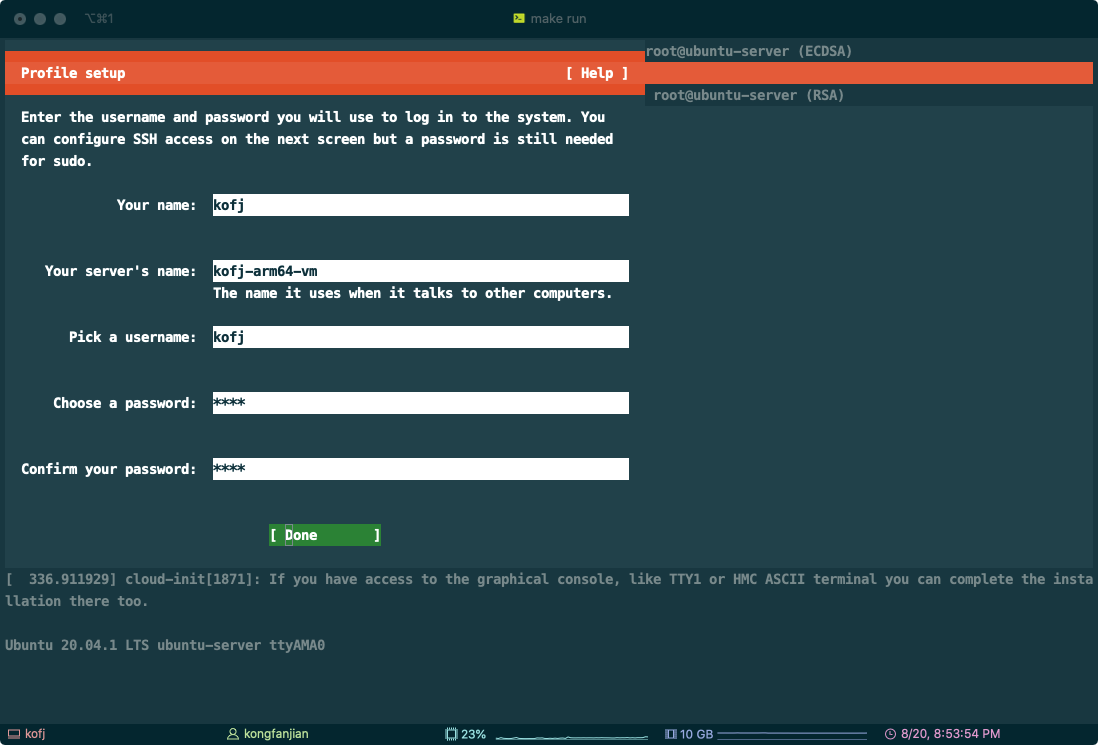 ⌥⌘1 make run
root@ubuntu-server (ECDSA)
Profile setup [ Help ]
root@ubuntu-server (RSA)
Enter the username and password you will use to log in to the system. You
can configure SSH access on the next screen but a password is still needed
for sudo.
Your name: kofj
Your server's name: kofj-arm64-vm
The name it uses when it talks to other computers.
Pick a username: kofj
Choose a password: ****
Confirm your password: ****
[ Done ]
[  336.911929] cloud-init[1871]: If you have access to the graphical console, like TTY1 or HMC ASCII terminal you can complete the insta
llation there too.
Ubuntu 20.04.1 LTS ubuntu-server ttyAMA0
kofj kongfanjian 23% 10 GB 8/20, 8:53:54 PM